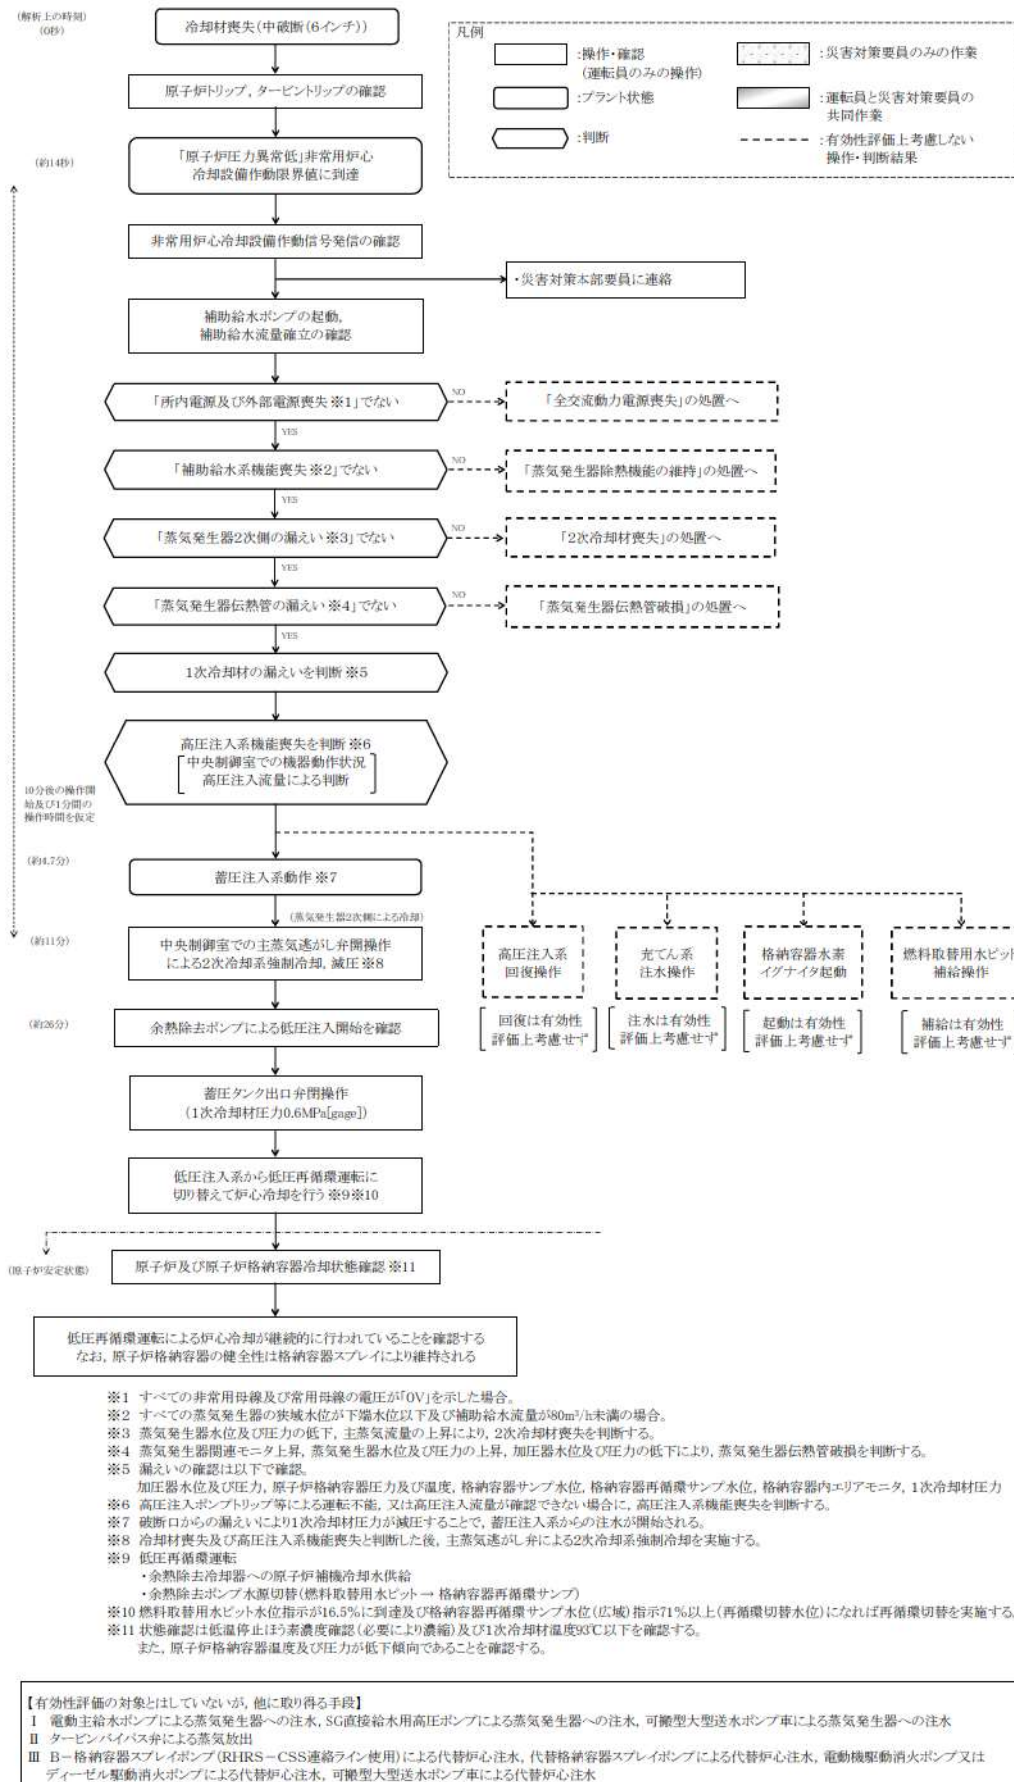 (解析上の時刻)
(0秒)
冷却材喪失(中破断(6インチ))
凡例
:操作・確認
(運転員のみの操作)
:災害対策要員のみの作業
:プラント状態
:運転員と災害対策要員の
共同作業
:判断
:有効性評価上考慮しない
操作・判断結果
原子炉トリップ，タービントリップの確認
(約14秒)
「原子炉圧力異常低」非常用炉心
冷却設備作動限界値に到達
非常用炉心冷却設備作動信号発信の確認
・災害対策本部要員に連絡
補助給水ポンプの起動，
補助給水流量確立の確認
「所内電源及び外部電源喪失※1」でない
NO
「全交流動力電源喪失」の処置へ
YES
「補助給水系機能喪失※2」でない
NO
「蒸気発生器除熱機能の維持」の処置へ
YES
「蒸気発生器2次側の漏えい※3」でない
NO
「2次冷却材喪失」の処置へ
YES
「蒸気発生器伝熱管の漏えい※4」でない
NO
「蒸気発生器伝熱管破損」の処置へ
YES
1次冷却材の漏えいを判断※5
高圧注入系機能喪失を判断※6
中央制御室での機器動作状況
高圧注入流量による判断
10分後の操作開
始及び1分間の
操作時間を仮定
(約4.7分)
蓄圧注入系動作※7
(蒸気発生器2次側による冷却)
(約11分)
中央制御室での主蒸気逃がし弁開操作
による2次冷却系強制冷却，減圧※8
高圧注入系
回復操作
充てん系
注水操作
格納容器水素
イグナイタ起動
燃料取替用水ピット
補給操作
回復は有効性
評価上考慮せず
注水は有効性
評価上考慮せず
起動は有効性
評価上考慮せず
補給は有効性
評価上考慮せず
(約26分)
余熱除去ポンプによる低圧注入開始を確認
蓄圧タンク出口弁閉操作
(1次冷却材圧力0.6MPa[gage])
低圧注入系から低圧再循環運転に
切り替えて炉心冷却を行う※9※10
(原子炉安定状態)
原子炉及び原子炉格納容器冷却状態確認※11
低圧再循環運転による炉心冷却が継続的に行われていることを確認する
なお，原子炉格納容器の健全性は格納容器スプレイにより維持される
※1 すべての非常用母線及び常用母線の電圧が「0V」を示した場合。
※2 すべての蒸気発生器の狭域水位が下端水位以下及び補助給水流量が80m³/h未満の場合。
※3 蒸気発生器水位及び圧力の低下，主蒸気流量の上昇により，2次冷却材喪失を判断する。
※4 蒸気発生器関連モニタ上昇，蒸気発生器水位及び圧力の上昇，加圧器水位及び圧力の低下により，蒸気発生器伝熱管破損を判断する。
※5 漏えいの確認は以下で確認。
加圧器水位及び圧力，原子炉格納容器圧力及び温度，格納容器サンプ水位，格納容器再循環サンプ水位，格納容器内エリアモニタ，1次冷却材圧力
※6 高圧注入ポンプトリップ等による運転不能，又は高圧注入流量が確認できない場合に，高圧注入系機能喪失を判断する。
※7 破断口からの漏えいにより1次冷却材圧力が減圧することで，蓄圧注入系からの注水が開始される。
※8 冷却材喪失及び高圧注入系機能喪失と判断した後，主蒸気逃がし弁による2次冷却系強制冷却を実施する。
※9 低圧再循環運転
・余熱除去冷却器への原子炉補機冷却水供給
・余熱除去ポンプ水源切替(燃料取替用水ピット → 格納容器再循環サンプ)
※10 燃料取替用水ピット水位指示が16.5%に到達及び格納容器再循環サンプ水位(広域)指示71%以上(再循環切替水位)になれば再循環切替を実施する。
※11 状態確認は低温停止ほう素濃度確認(必要により濃縮)及び1次冷却材温度93℃以下を確認する。
また，原子炉格納容器温度及び圧力が低下傾向であることを確認する。
【有効性評価の対象とはしていないが，他に取り得る手段】
Ⅰ 電動主給水ポンプによる蒸気発生器への注水，SG直接給水用高圧ポンプによる蒸気発生器への注水，可搬型大型送水ポンプ車による蒸気発生器への注水
Ⅱ タービンバイパス弁による蒸気放出
Ⅲ B－格納容器スプレイポンプ(RHRS－CSS連絡ライン使用)による代替炉心注水，代替格納容器スプレイポンプによる代替炉心注水，電動機駆動消火ポンプ又は
ディーゼル駆動消火ポンプによる代替炉心注水，可搬型大型送水ポンプ車による代替炉心注水